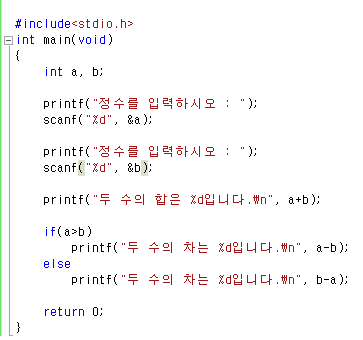 #include<stdio.h>
int main(void)
{
int a, b;
printf("정수를 입력하시오 : ");
scanf("%d", &a);
printf("정수를 입력하시오 : ");
scanf("%d", &b);
printf("두 수의 합은 %d입니다.₩n", a+b);
if(a>b)
printf("두 수의 차는 %d입니다.₩n", a-b);
else
printf("두 수의 차는 %d입니다.₩n", b-a);
return 0;
}